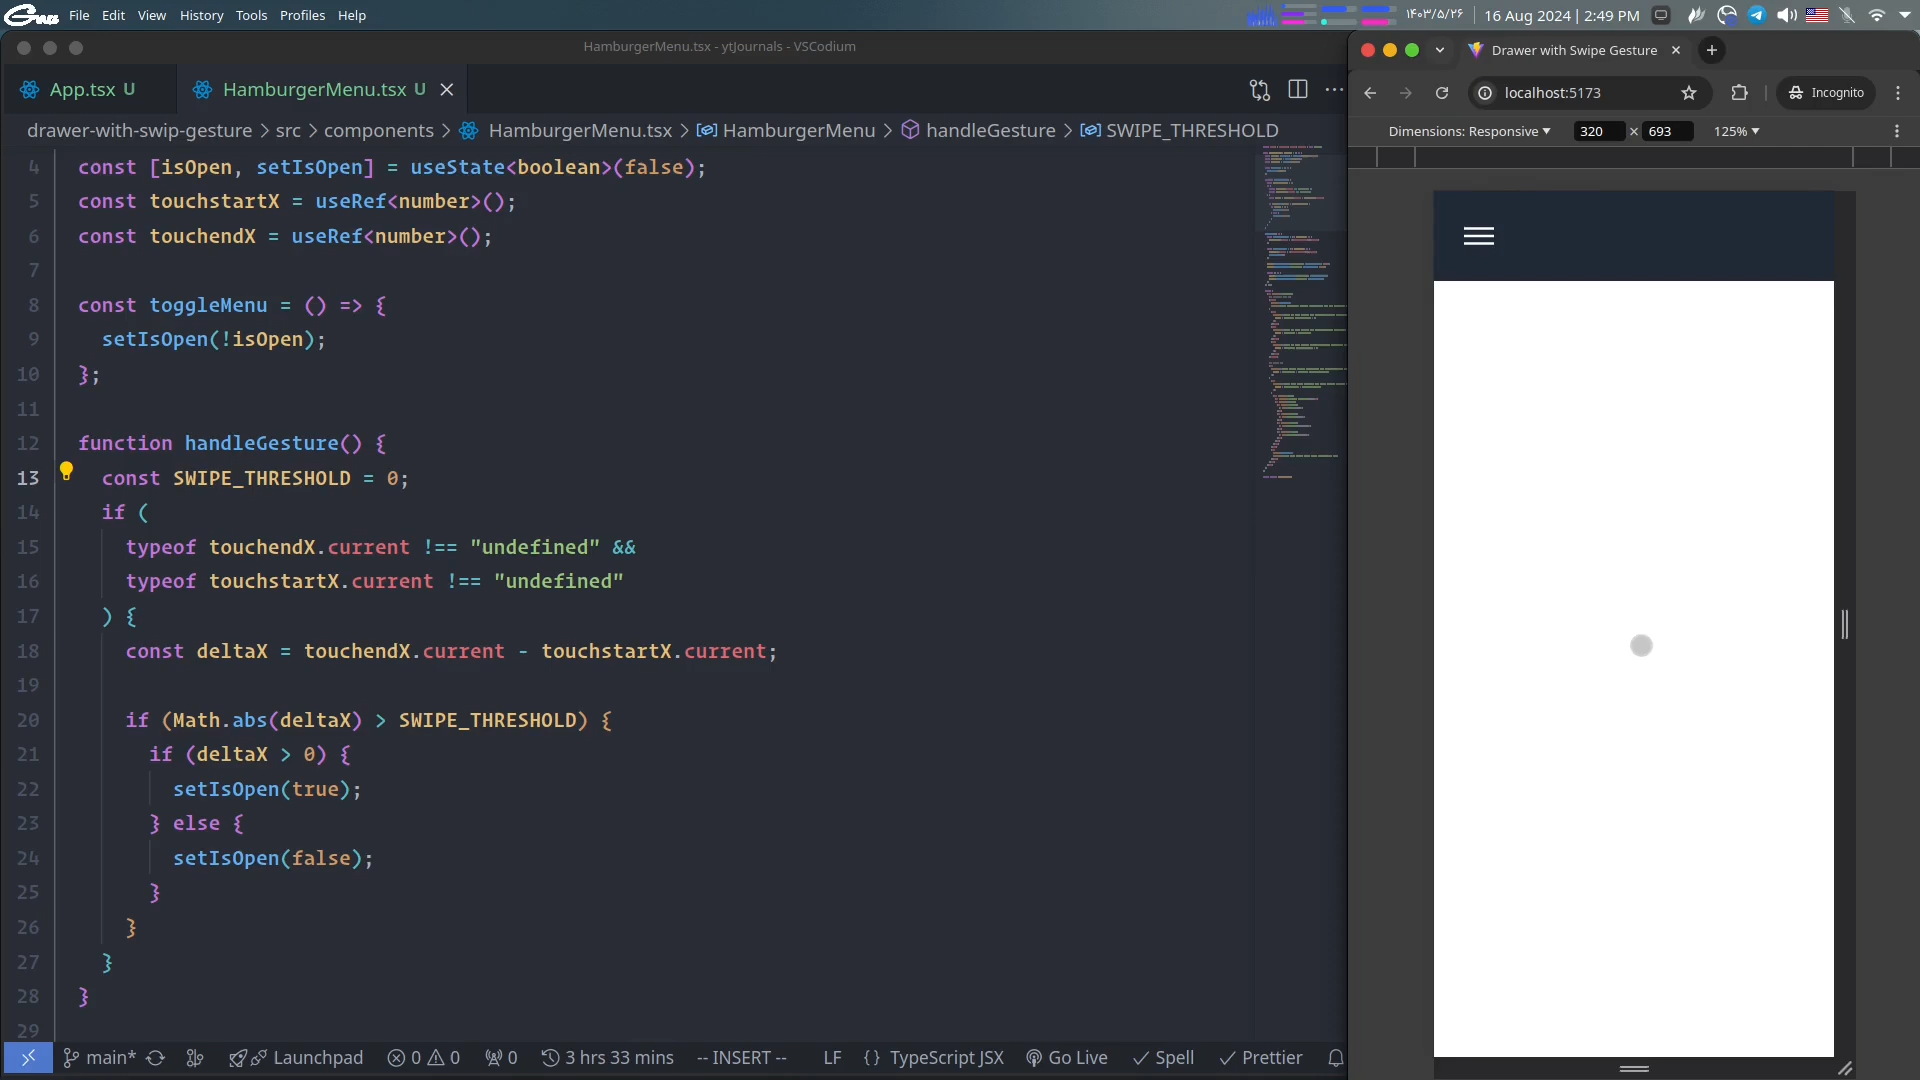 File Edit View History Tools Profiles Help
۱۴۰۳/۵/۲۶ 16 Aug 2024 | 2:49 PM
HamburgerMenu.tsx - ytJournals - VSCodium
App.tsx U
HamburgerMenu.tsx U
drawer-with-swip-gesture > src > components > HamburgerMenu.tsx > HamburgerMenu > handleGesture > SWIPE_THRESHOLD
4 const [isOpen, setIsOpen] = useState<boolean>(false);
5 const touchstartX = useRef<number>();
6 const touchendX = useRef<number>();
7
8 const toggleMenu = () => {
9 setIsOpen(!isOpen);
10 };
11
12 function handleGesture() {
13 const SWIPE_THRESHOLD = 0;
14 if (
15 typeof touchendX.current !== "undefined" &&
16 typeof touchstartX.current !== "undefined"
17 ) {
18 const deltaX = touchendX.current - touchstartX.current;
19
20 if (Math.abs(deltaX) > SWIPE_THRESHOLD) {
21 if (deltaX > 0) {
22 setIsOpen(true);
23 } else {
24 setIsOpen(false);
25 }
26 }
27 }
28 }
29
main* Launchpad 0 0 0 3 hrs 33 mins -- INSERT -- LF {} TypeScript JSX Go Live Spell Prettier
Drawer with Swipe Gesture
localhost:5173 Incognito
Dimensions: Responsive 320 × 693 125%